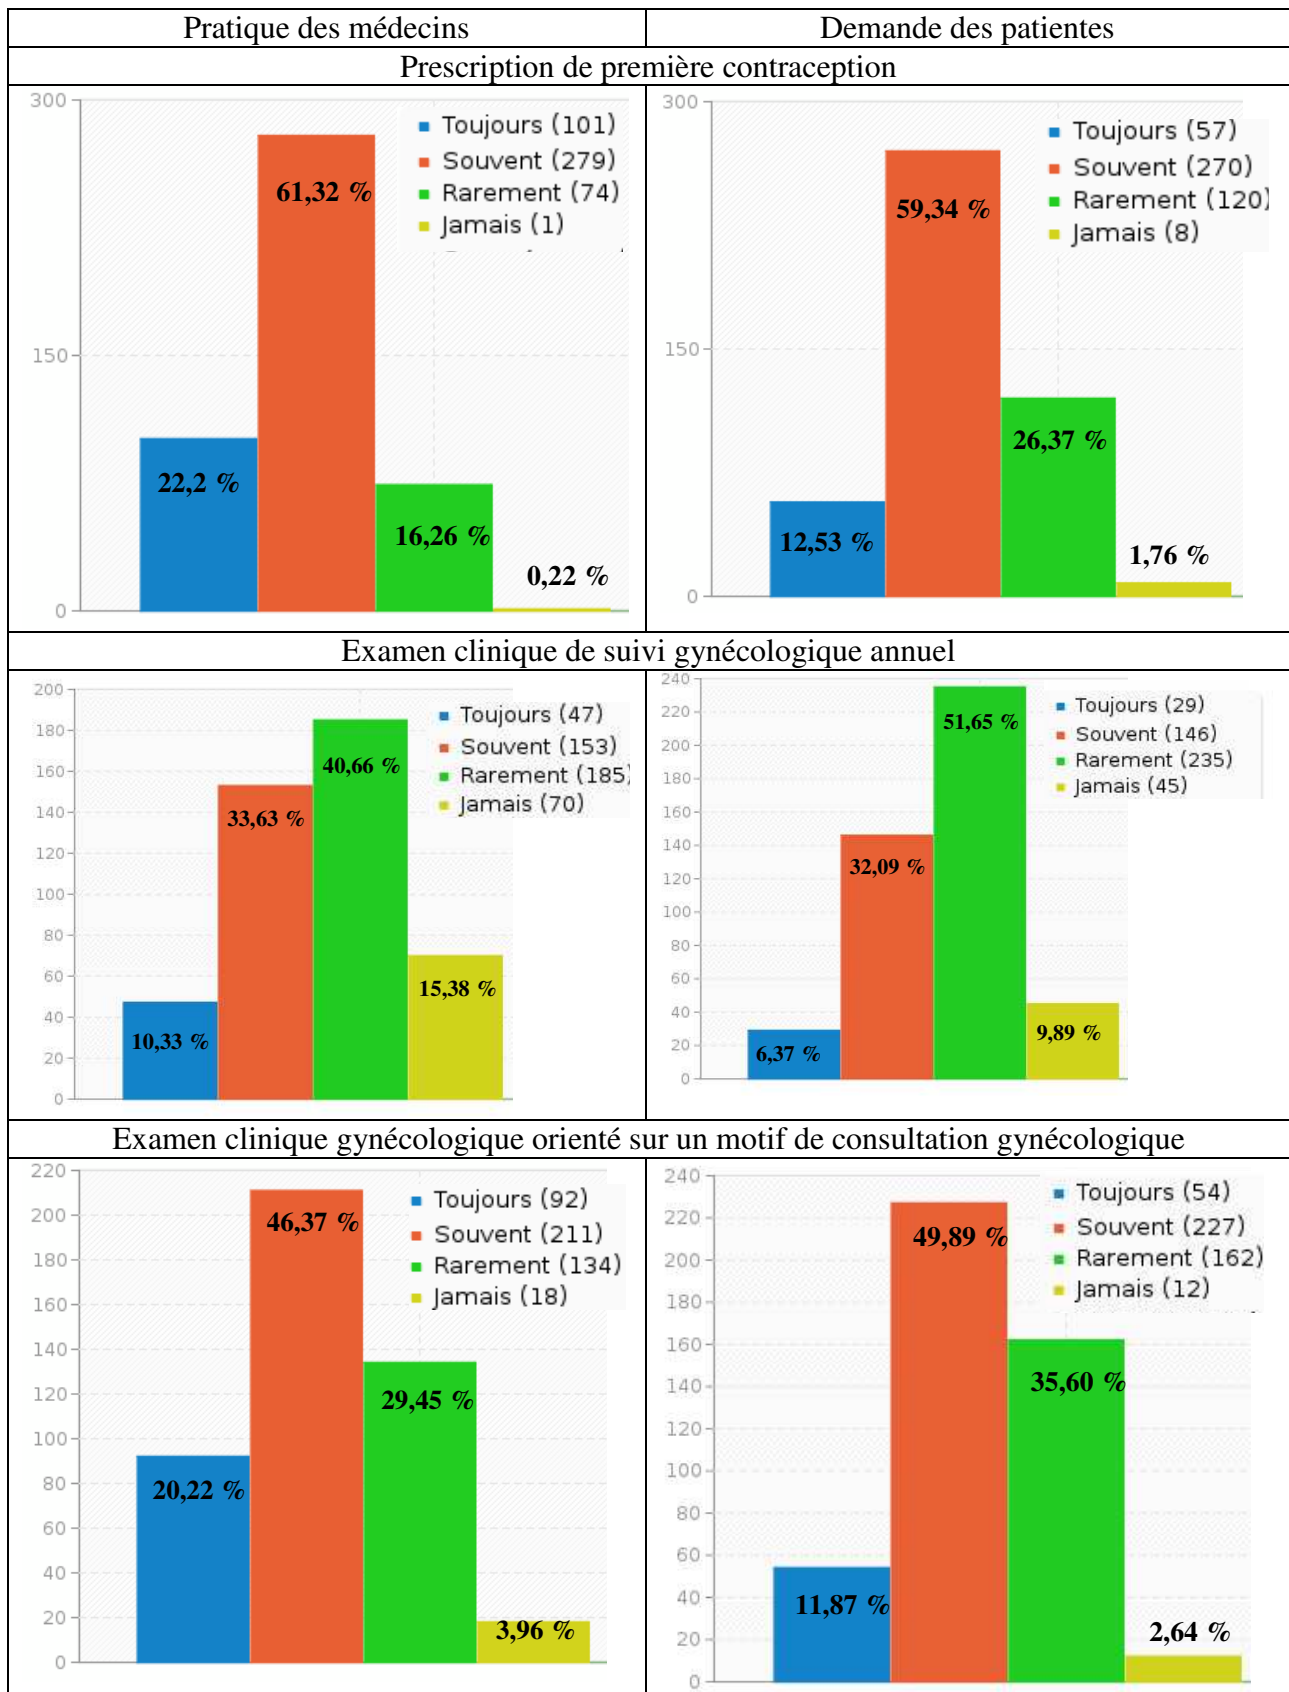 Pratique des médecins
Demande des patientes
Prescription de première contraception
300
150
0
Toujours (101)
Souvent (279)
Rarement (74)
Jamais (1)
22,2 %
61,32 %
16,26 %
0,22 %
300
150
0
Toujours (57)
Souvent (270)
Rarement (120)
Jamais (8)
12,53 %
59,34 %
26,37 %
1,76 %
Examen clinique de suivi gynécologique annuel
200
180
160
140
120
100
80
60
40
20
0
Toujours (47)
Souvent (153)
Rarement (185)
Jamais (70)
10,33 %
33,63 %
40,66 %
15,38 %
240
220
200
180
160
140
120
100
80
60
40
20
0
Toujours (29)
Souvent (146)
Rarement (235)
Jamais (45)
6,37 %
32,09 %
51,65 %
9,89 %
Examen clinique gynécologique orienté sur un motif de consultation gynécologique
220
200
180
160
140
120
100
80
60
40
20
0
Toujours (92)
Souvent (211)
Rarement (134)
Jamais (18)
20,22 %
46,37 %
29,45 %
3,96 %
240
220
200
180
160
140
120
100
80
60
40
20
0
Toujours (54)
Souvent (227)
Rarement (162)
Jamais (12)
11,87 %
49,89 %
35,60 %
2,64 %